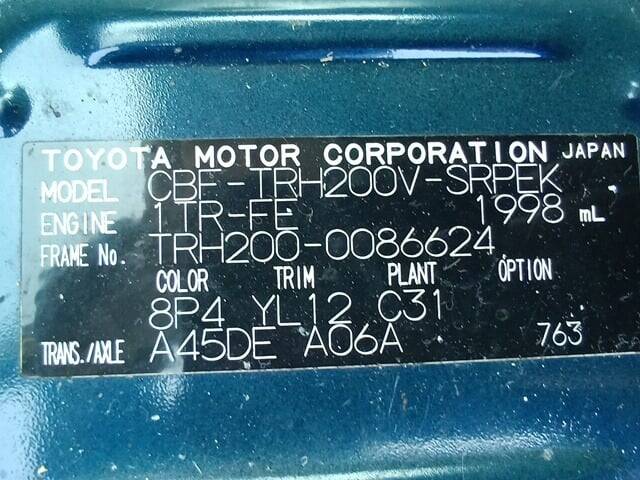 TOYOTA MOTOR CORPORATION JAPAN
MODEL CBF-TRH200V-SRPEK
ENGINE 1TR-FE 1998 mL
FRAME No. TRH200-0086624
COLOR TRIM PLANT OPTION
8P4 YL12 C31
TRANS./AXLE A45DE A06A 763